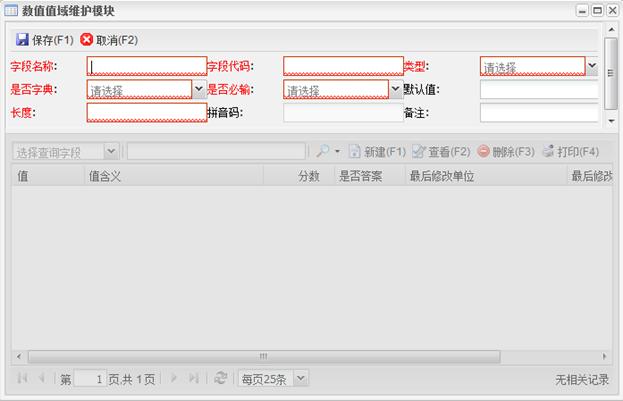 数值值域维护模块
保存(F1) 取消(F2)
字段名称: 字段代码: 类型: 请选择
是否字典: 请选择 是否必输: 请选择 默认值:
长度: 拼音码: 备注:
选择查询字段 新建(F1) 查看(F2) 删除(F3) 打印(F4)
值 值含义 分数 是否答案 最后修改单位 最后修改
第 1 页,共 1 页 每页25条 无相关记录